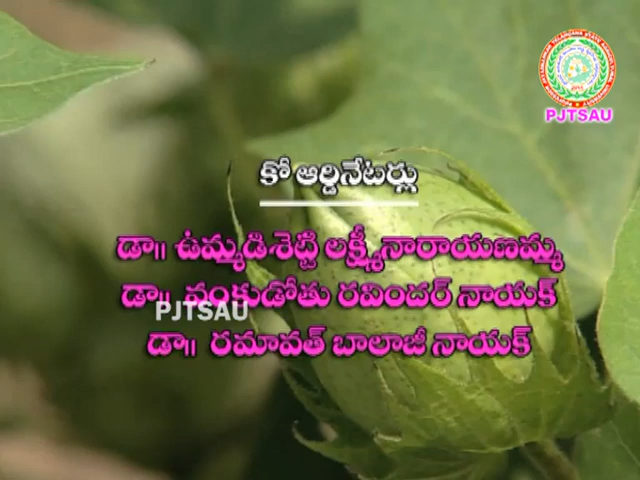 PJTSAU
కో ఆర్డినేటర్లు
డా॥ ఉమ్మడిశెట్టి లక్ష్మీనారాయణమ్మ
డా॥ వంకుడోతు రవిందర్ నాయక్
PJTSAU
డా॥ రమావత్ బాలాజీ నాయక్